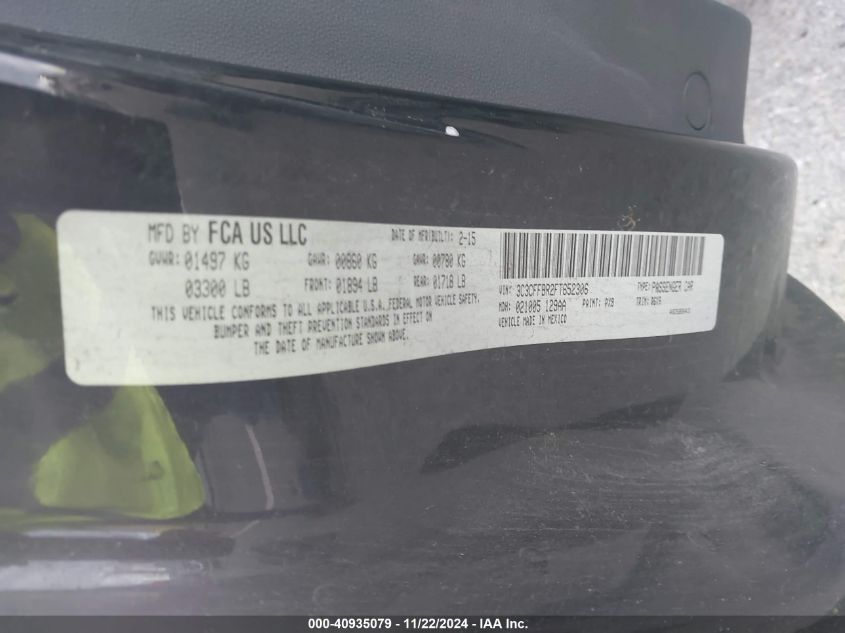 MFD BY FCA US LLC DATE OF MFR(BUILT): 2-15
GVWR: 01497 KG GAWR: 00860 KG GAWR: 00780 KG
03300 LB FRONT: 01894 LB REAR: 01718 LB
THIS VEHICLE CONFORMS TO ALL APPLICABLE U.S.A. FEDERAL MOTOR VEHICLE SAFETY,
BUMPER AND THEFT PREVENTION STANDARDS IN EFFECT ON
THE DATE OF MANUFACTURE SHOWN ABOVE.
VIN: 3C3CFFBR2FT652306 TYPE: PASSENGER CAR
MDH: 021005 129AA PAINT: PX8 TRIM: X6
VEHICLE MADE IN MEXICO
000-40935079 - 11/22/2024 - IAA Inc.